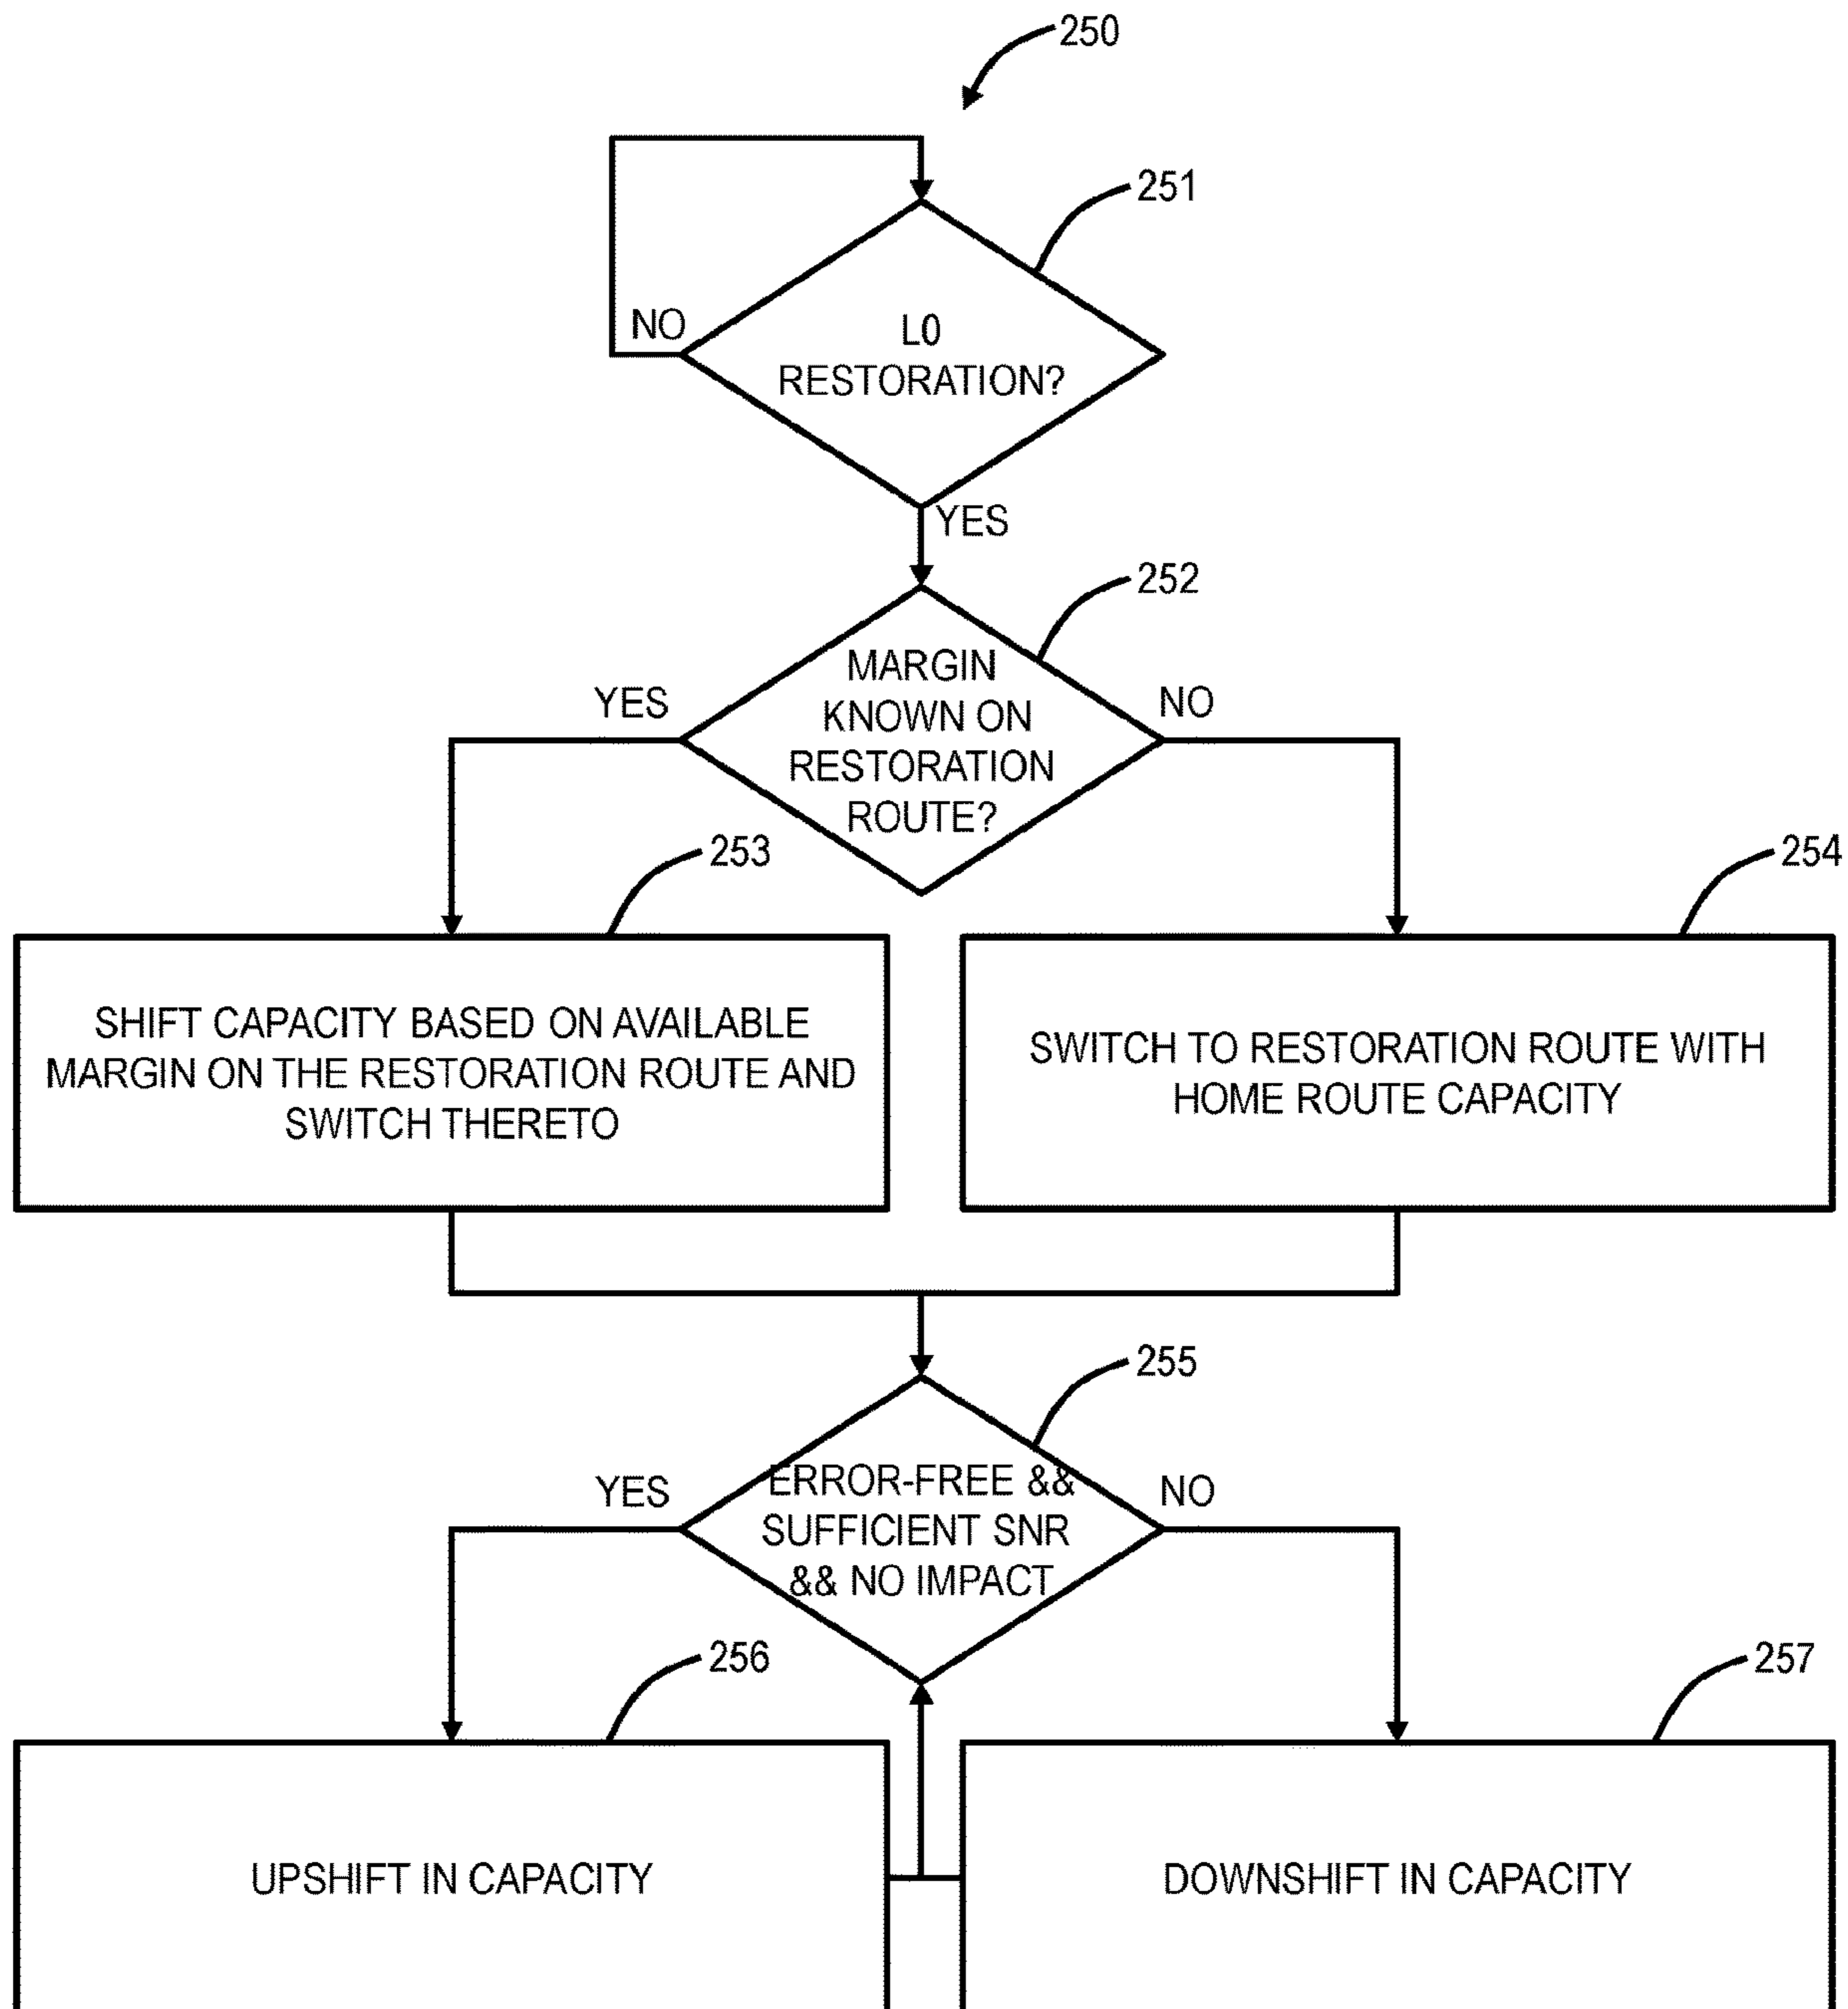 250
251
L0
RESTORATION?
NO
YES
252
MARGIN
KNOWN ON
RESTORATION
ROUTE?
YES
NO
253
254
SHIFT CAPACITY BASED ON AVAILABLE
MARGIN ON THE RESTORATION ROUTE AND
SWITCH THERETO
SWITCH TO RESTORATION ROUTE WITH
HOME ROUTE CAPACITY
255
ERROR-FREE &&
SUFFICIENT SNR
&& NO IMPACT
YES
NO
256
257
UPSHIFT IN CAPACITY
DOWNSHIFT IN CAPACITY